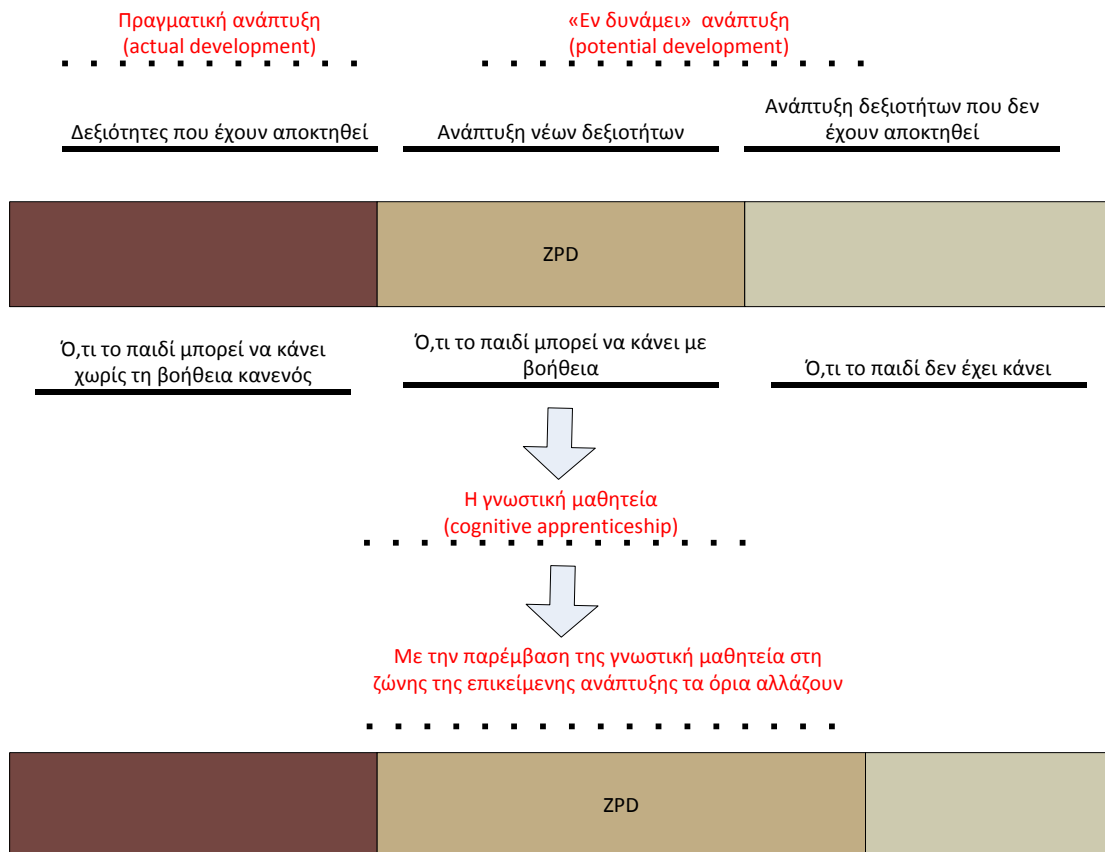 Πραγματική ανάπτυξη
(actual development)
«Εν δυνάμει» ανάπτυξη
(potential development)
Δεξιότητες που έχουν αποκτηθεί
Ανάπτυξη νέων δεξιοτήτων
Ανάπτυξη δεξιοτήτων που δεν
έχουν αποκτηθεί
ZPD
Ό,τι το παιδί μπορεί να κάνει
χωρίς τη βοήθεια κανενός
Ό,τι το παιδί μπορεί να κάνει με
βοήθεια
Ό,τι το παιδί δεν έχει κάνει
Η γνωστική μαθητεία
(cognitive apprenticeship)
Με την παρέμβαση της γνωστική μαθητεία στη
ζώνης της επικείμενης ανάπτυξης τα όρια αλλάζουν
ZPD